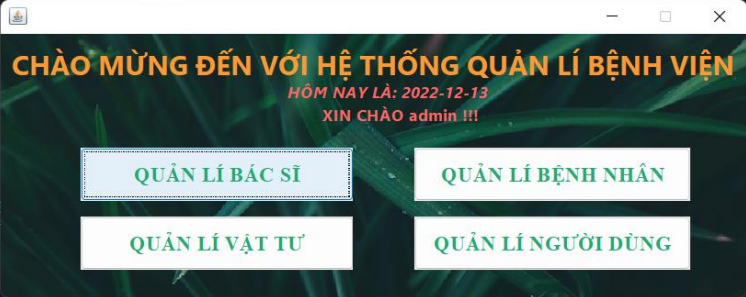 CHÀO MỪNG ĐẾN VỚI HỆ THỐNG QUẢN LÍ BỆNH VIỆN
HÔM NAY LÀ: 2022-12-13
XIN CHÀO admin !!!
QUẢN LÍ BÁC SĨ
QUẢN LÍ BỆNH NHÂN
QUẢN LÍ VẬT TƯ
QUẢN LÍ NGƯỜI DÙNG